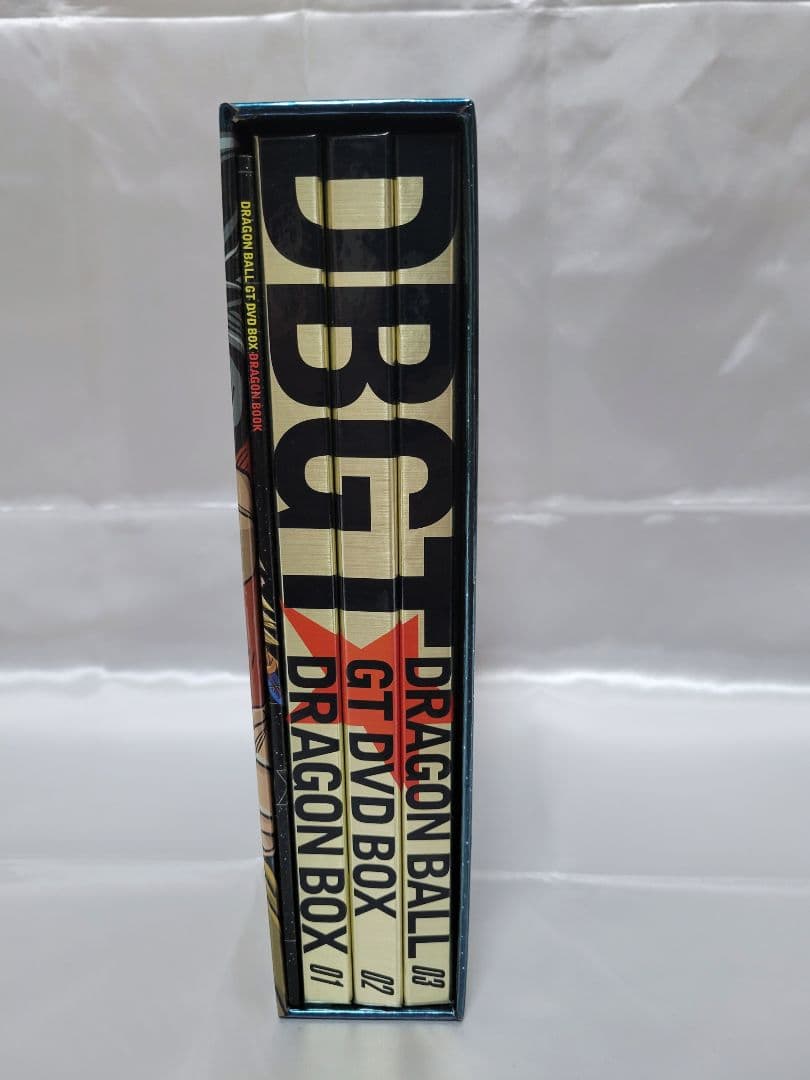 DRAGON BALL GT DVD BOX DRAGON BOOK
DBGT
DRAGON BALL
GT DVD BOX
DRAGON BOX
01
02
03